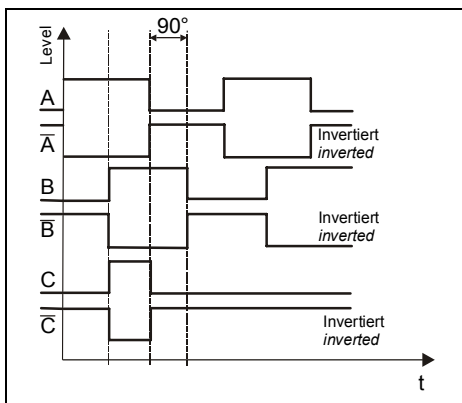 90°
Level
A
A̅
Invertiert
inverted
B
B̅
Invertiert
inverted
C
C̅
Invertiert
inverted
t